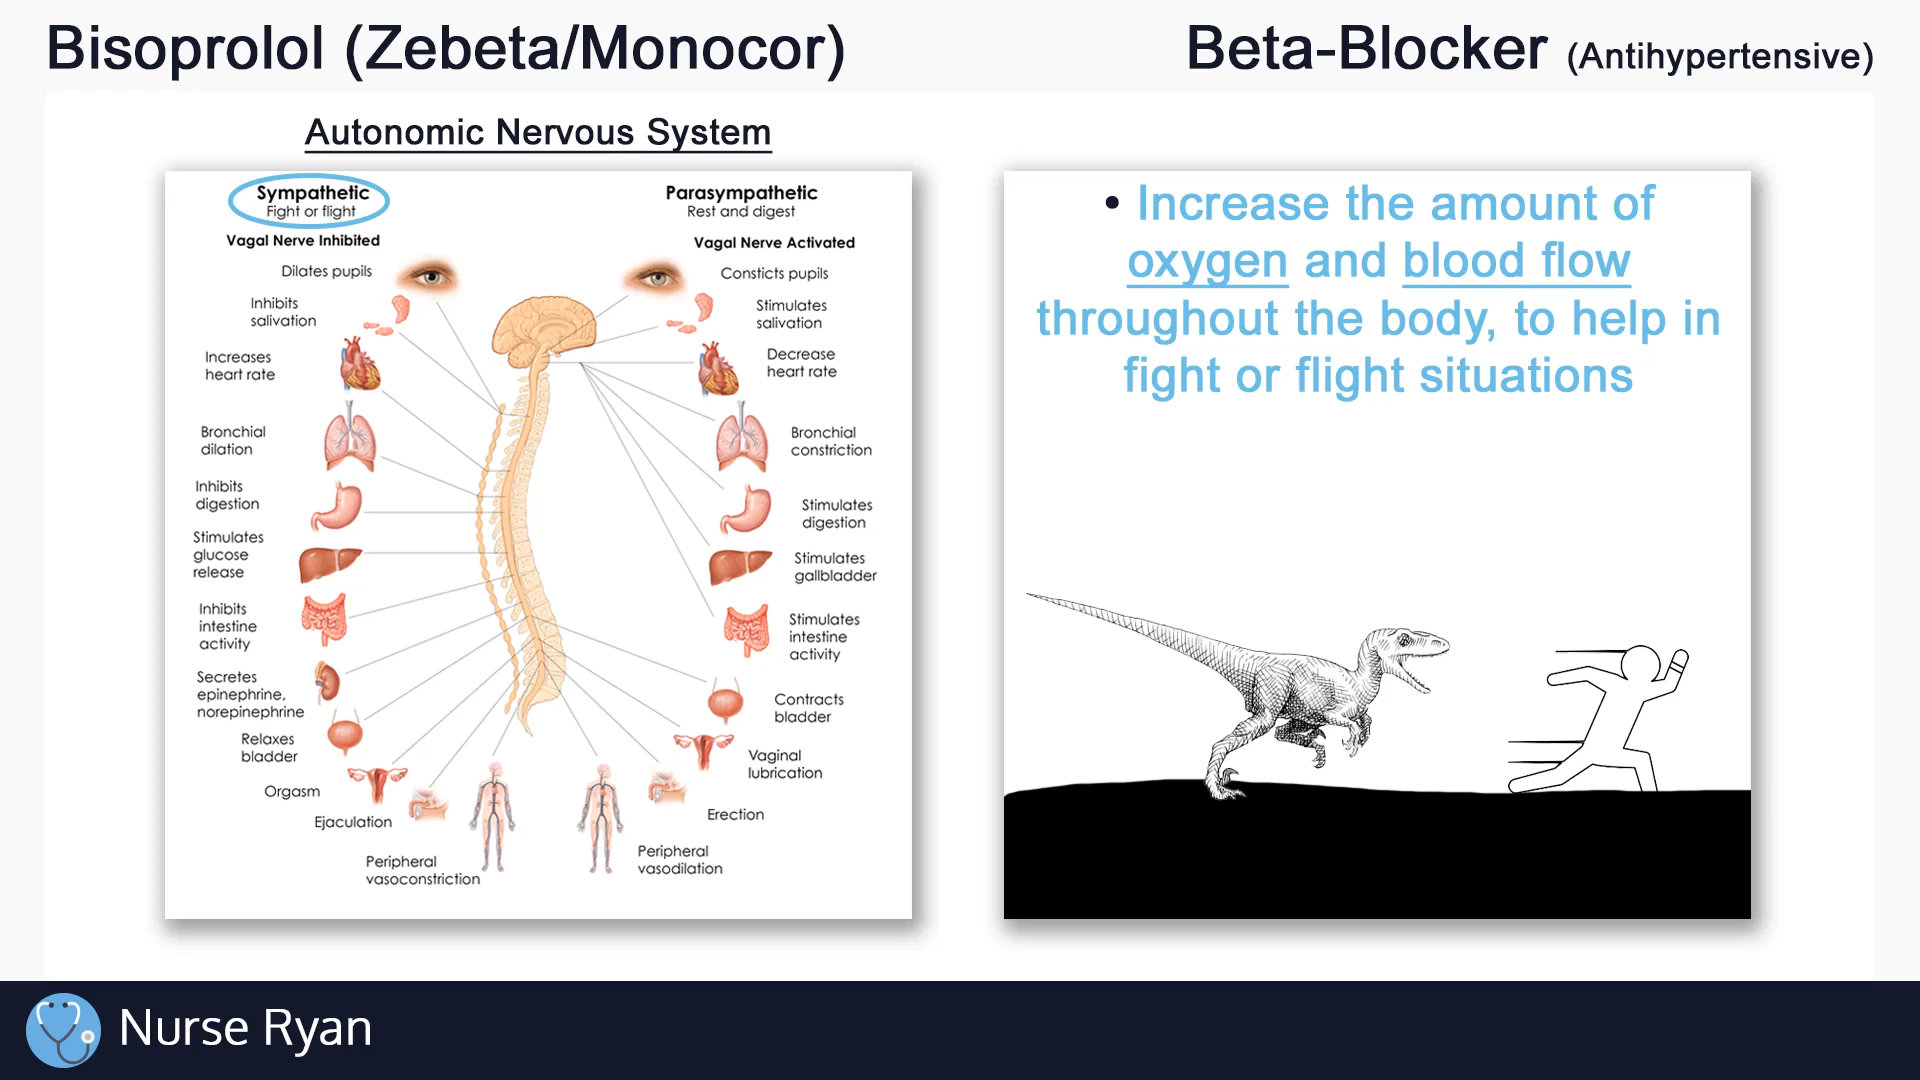 Bisoprolol (Zebeta/Monocor)
Beta-Blocker (Antihypertensive)
Autonomic Nervous System
Sympathetic
Fight or flight
Vagal Nerve Inhibited
Dilates pupils
Inhibits
salivation
Increases
heart rate
Bronchial
dilation
Inhibits
digestion
Stimulates
glucose
release
Inhibits
intestine
activity
Secretes
epinephrine,
norepinephrine
Relaxes
bladder
Orgasm
Ejaculation
Peripheral
vasoconstriction
Parasympathetic
Rest and digest
Vagal Nerve Activated
Consticts pupils
Stimulates
salivation
Decrease
heart rate
Bronchial
constriction
Stimulates
digestion
Stimulates
gallbladder
Stimulates
intestine
activity
Contracts
bladder
Vaginal
lubrication
Erection
Peripheral
vasodilation
• Increase the amount of
oxygen and blood flow
throughout the body, to help in
fight or flight situations
Nurse Ryan